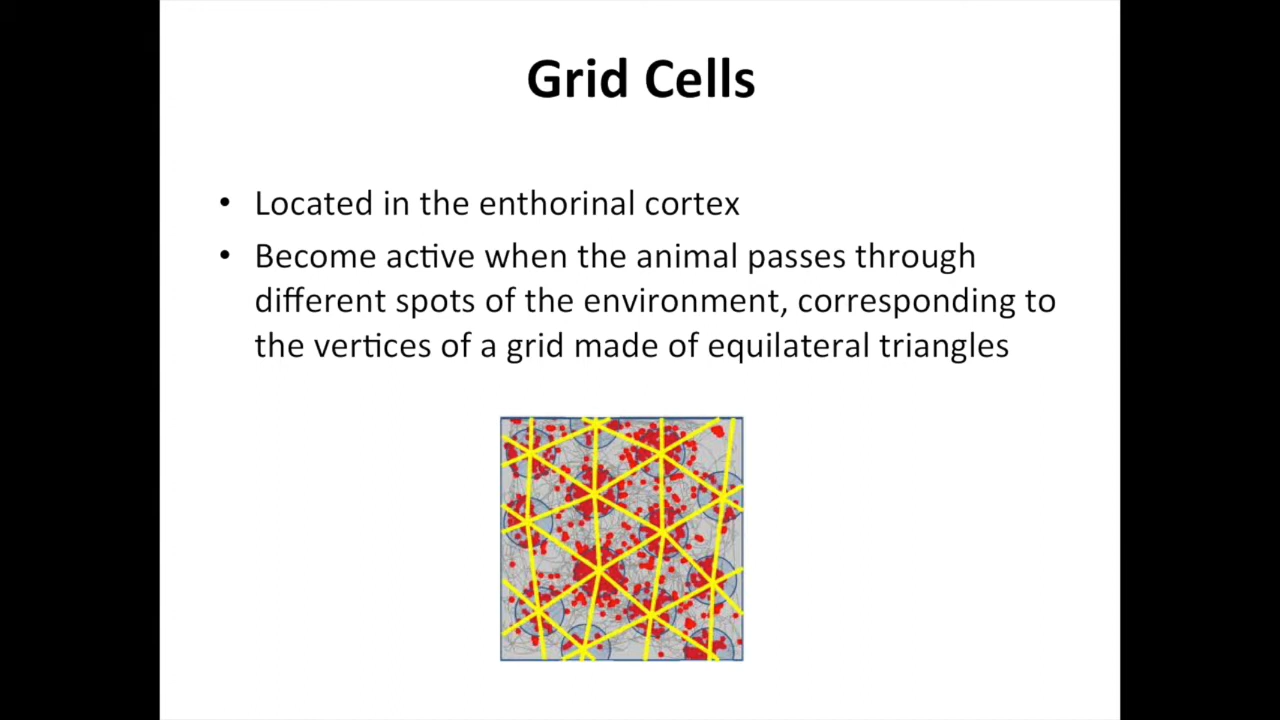 Grid Cells
• Located in the enthorinal cortex
• Become active when the animal passes through
different spots of the environment, corresponding to
the vertices of a grid made of equilateral triangles